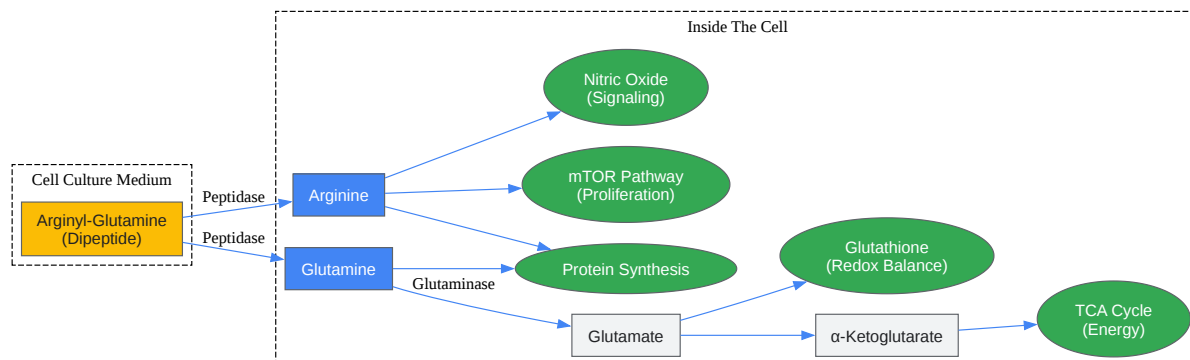 Inside The Cell
Nitric Oxide
(Signaling)
Cell Culture Medium
Peptidase
Arginine
mTOR Pathway
(Proliferation)
Arginyl-Glutamine
(Dipeptide)
Peptidase
Glutamine
Protein Synthesis
Glutathione
(Redox Balance)
Glutaminase
Glutamate
α-Ketoglutarate
TCA Cycle
(Energy)